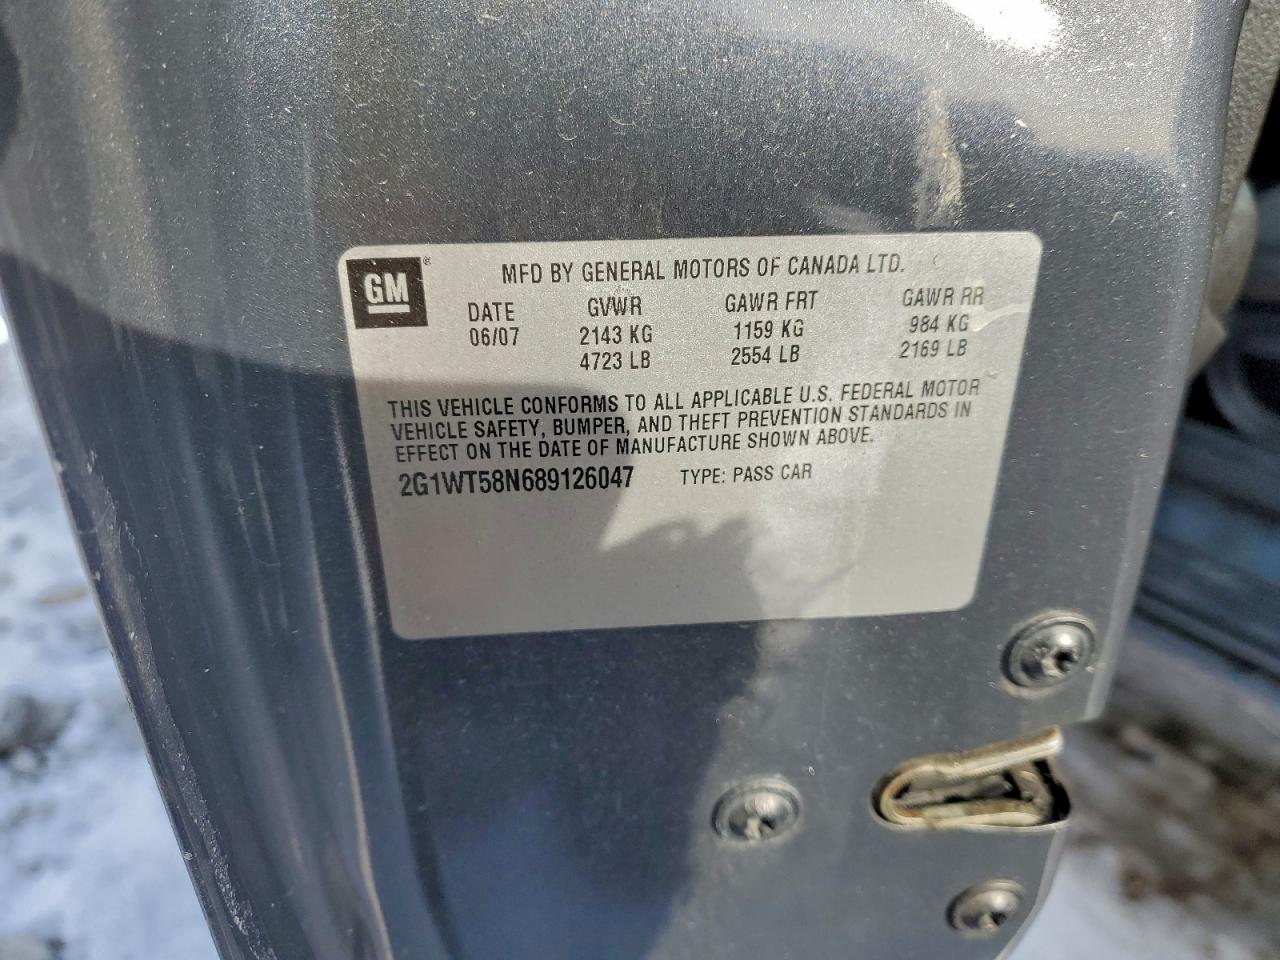 GM®
MFD BY GENERAL MOTORS OF CANADA LTD.
DATE GVWR GAWR FRT GAWR RR
06/07 2143 KG 1159 KG 984 KG
4723 LB 2554 LB 2169 LB
THIS VEHICLE CONFORMS TO ALL APPLICABLE U.S. FEDERAL MOTOR
VEHICLE SAFETY, BUMPER, AND THEFT PREVENTION STANDARDS IN
EFFECT ON THE DATE OF MANUFACTURE SHOWN ABOVE.
2G1WT58N689126047 TYPE: PASS CAR